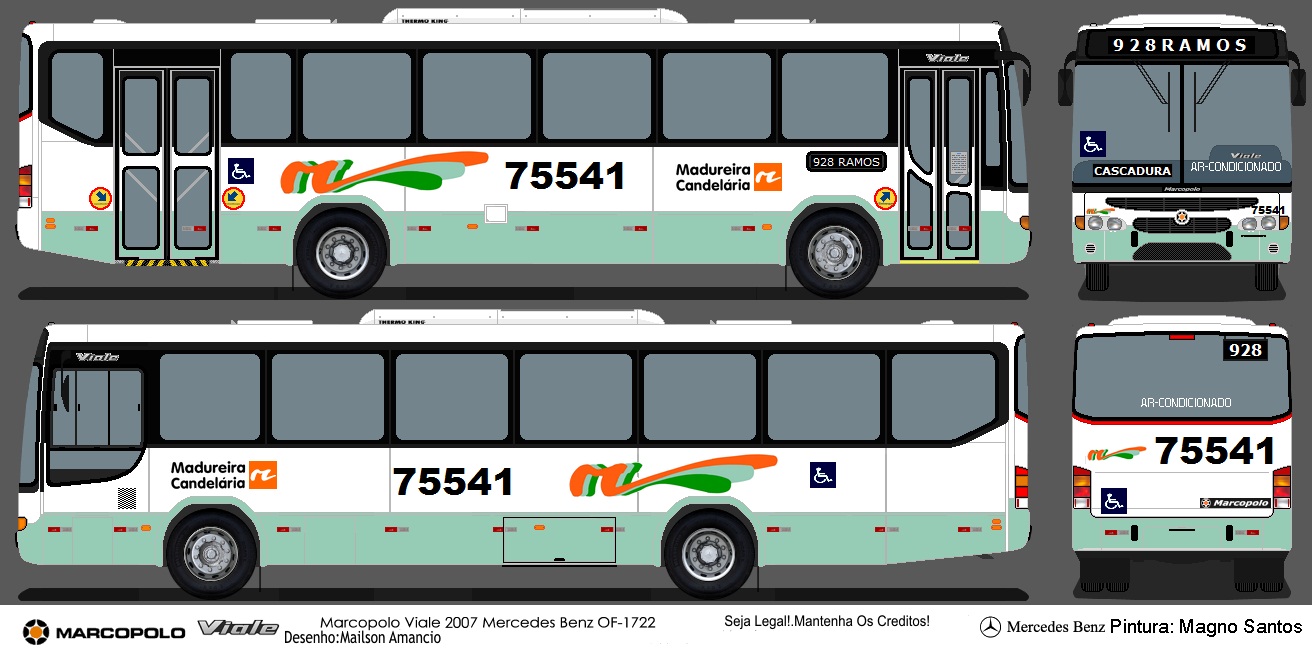 THERMO KING
Viale
928 RAMOS
75541
Madureira
Candelária
928RAMOS
Viale
AR-CONDICIONADO
CASCADURA
Marcopolo
75541
THERMO KING
Viale
Madureira
Candelária
75541
928
AR-CONDICIONADO
75541
Marcopolo
MARCOPOLO
Viale
Marcopolo Viale 2007 Mercedes Benz OF-1722
Desenho:Mailson Amancio
Seja Legal!.Mantenha Os Creditos!
Mercedes Benz
Pintura: Magno Santos